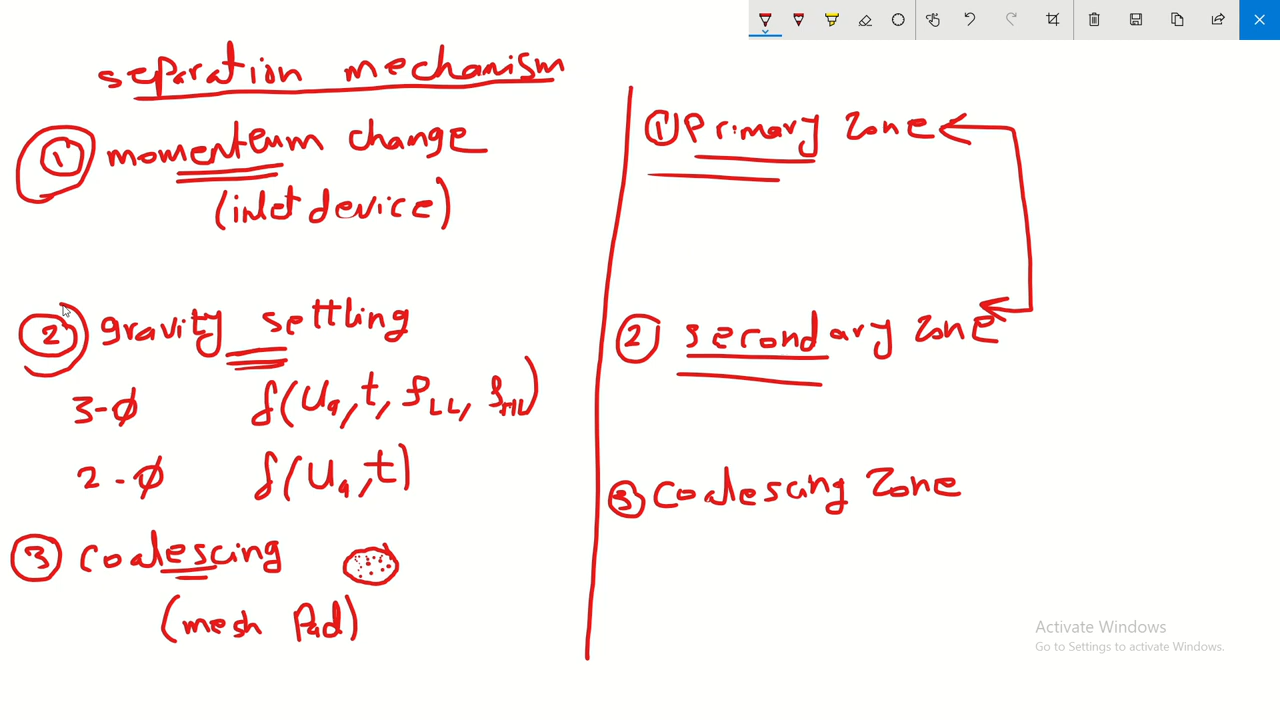 separation mechanism
① momenteum change
(inlet device)
② gravity settling
3-φ f(Ug, t, ρLL, ρHL)
2-φ f(Ug, t)
③ coalescing
(mesh Pad)
① Primary Zone
② secondary zone
③ Coalescing Zone
Activate Windows
Go to Settings to activate Windows.